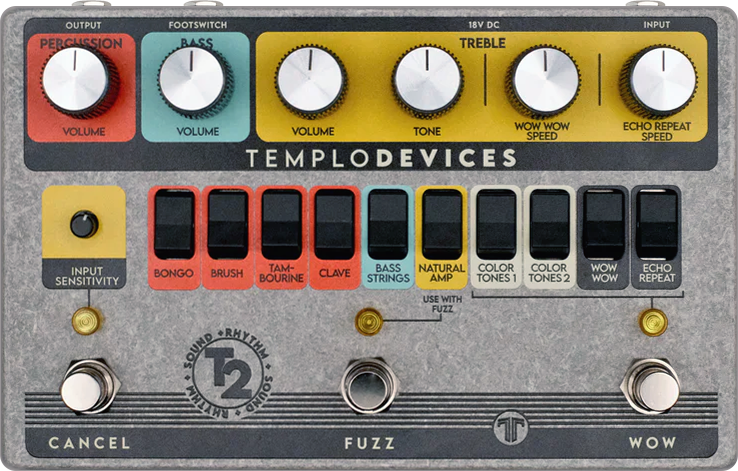 OUTPUT
FOOTSWITCH
18V DC
INPUT
PERCUSSION
BASS
TREBLE
VOLUME
VOLUME
VOLUME
TONE
WOW WOW
SPEED
ECHO REPEAT
SPEED
TEMPLODEVICES
INPUT
SENSITIVITY
BONGO
BRUSH
TAM-
BOURINE
CLAVE
BASS
STRINGS
NATURAL
AMP
COLOR
TONES 1
COLOR
TONES 2
WOW
WOW
ECHO
REPEAT
USE WITH
FUZZ
SOUND • RHYTHM • SOUND • RHYTHM •
T2
CANCEL
FUZZ
WOW